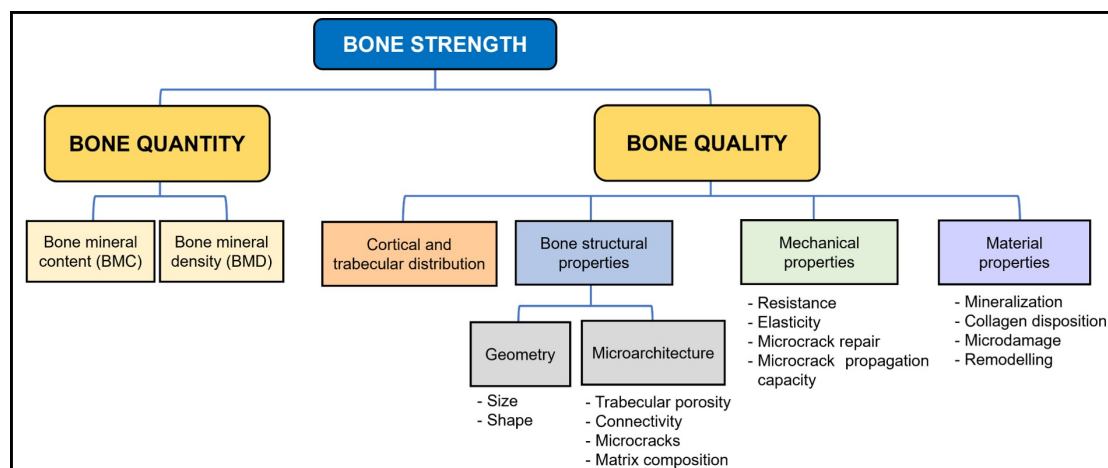 BONE STRENGTH
BONE QUANTITY
BONE QUALITY
Bone mineral
content (BMC)
Bone mineral
density (BMD)
Cortical and
trabecular distribution
Bone structural
properties
Mechanical
properties
Material
properties
- Resistance
- Elasticity
- Microcrack repair
- Microcrack propagation
capacity
- Mineralization
- Collagen disposition
- Microdamage
- Remodelling
Geometry
Microarchitecture
- Size
- Shape
- Trabecular porosity
- Connectivity
- Microcracks
- Matrix composition